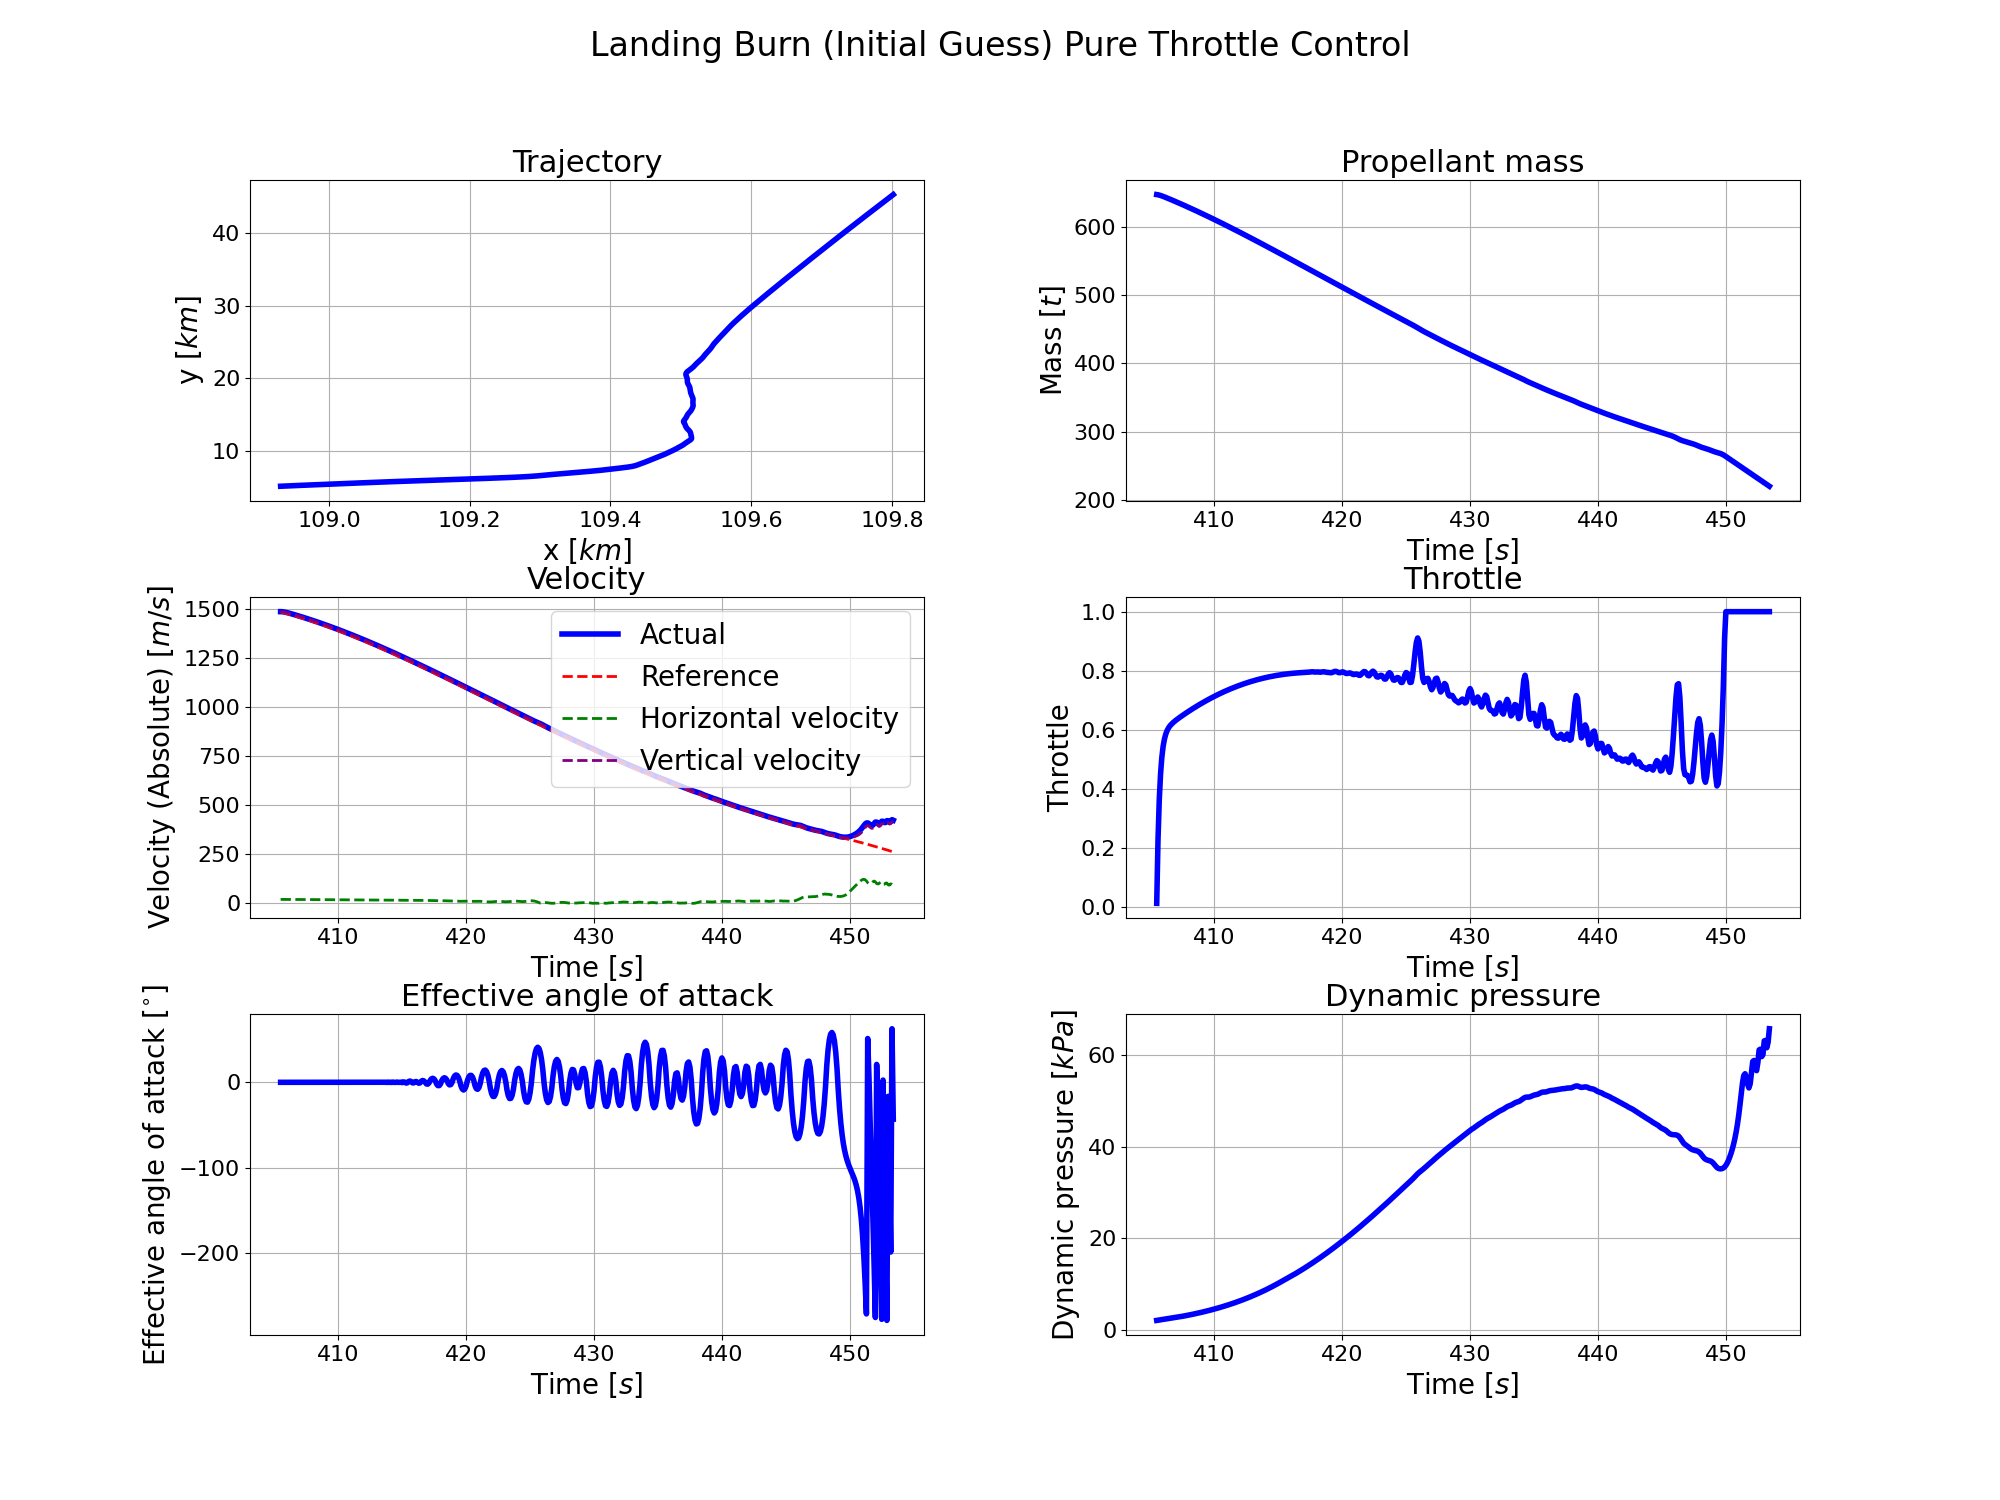 Landing Burn (Initial Guess) Pure Throttle Control
Trajectory
y [km]
40
30
20
10
109.0 109.2 109.4 109.6 109.8
x [km]
Propellant mass
Mass [t]
600
500
400
300
200
410 420 430 440 450
Time [s]
Velocity
Velocity (Absolute) [m/s]
1500
1250
1000
750
500
250
0
Actual
Reference
Horizontal velocity
Vertical velocity
410 420 430 440 450
Time [s]
Throttle
Throttle
1.0
0.8
0.6
0.4
0.2
0.0
410 420 430 440 450
Time [s]
Effective angle of attack
Effective angle of attack [°]
0
−100
−200
410 420 430 440 450
Time [s]
Dynamic pressure
Dynamic pressure [kPa]
60
40
20
0
410 420 430 440 450
Time [s]